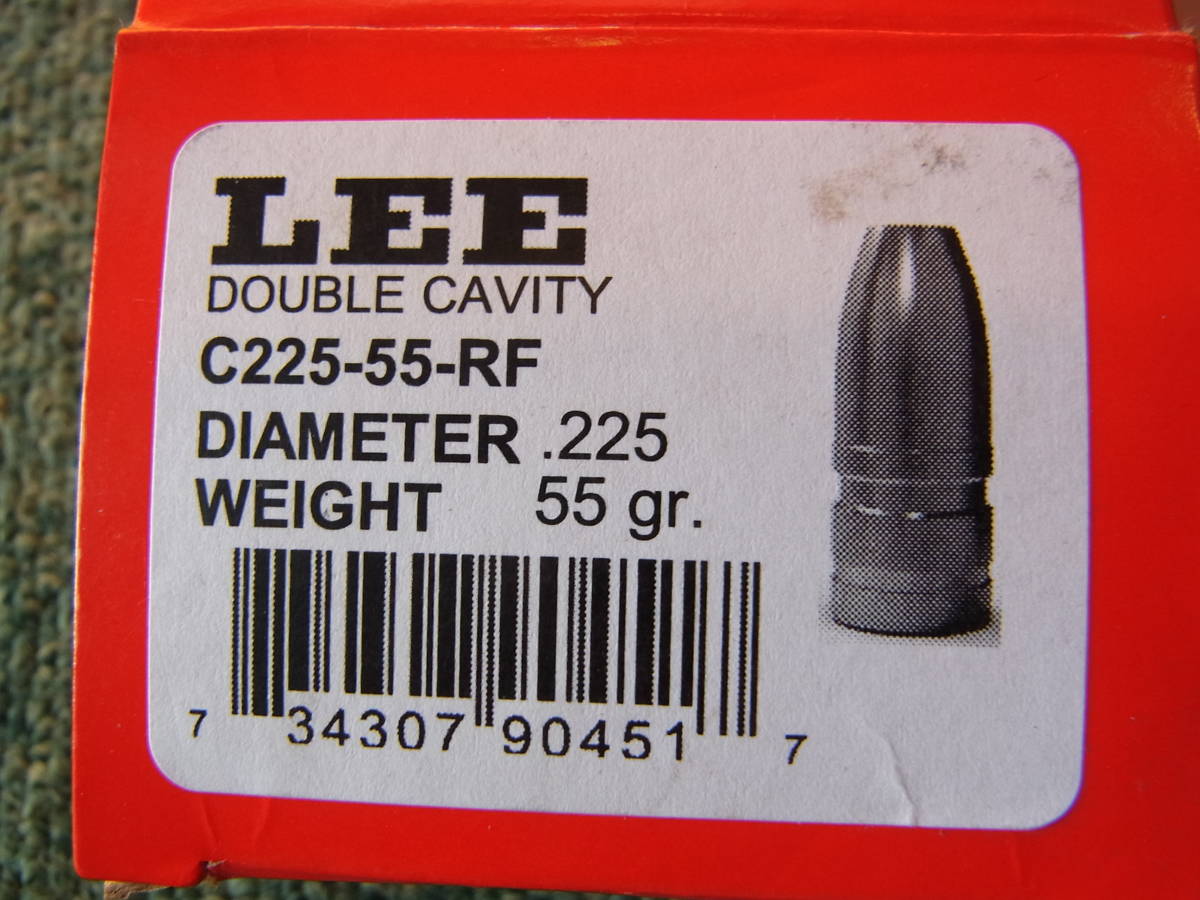 LEE
DOUBLE CAVITY
C225-55-RF
DIAMETER .225
WEIGHT 55 gr.
7 34307 90451 7